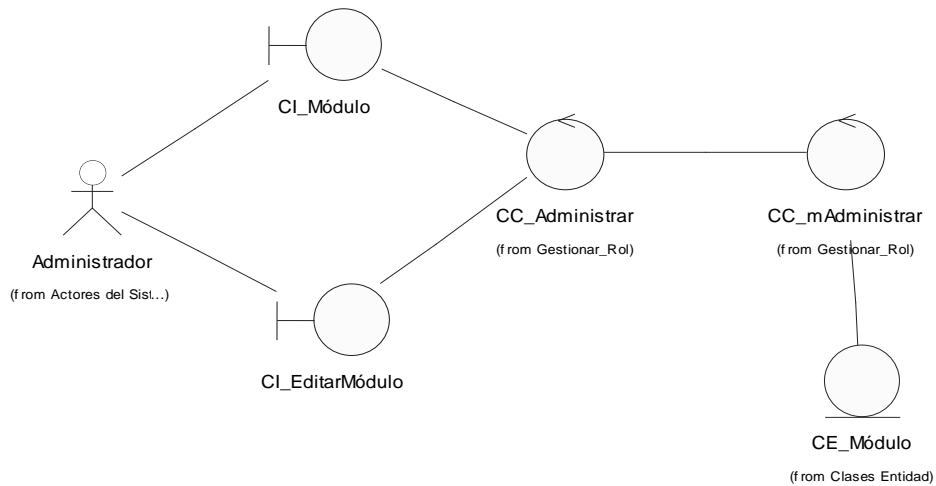 CI_Módulo
CC_Administrar
(from Gestionar_Rol)
CC_mAdministrar
(from Gestionar_Rol)
Administrador
(from Actores del Sist...)
CI_EditarMódulo
CE_Módulo
(from Clases Entidad)